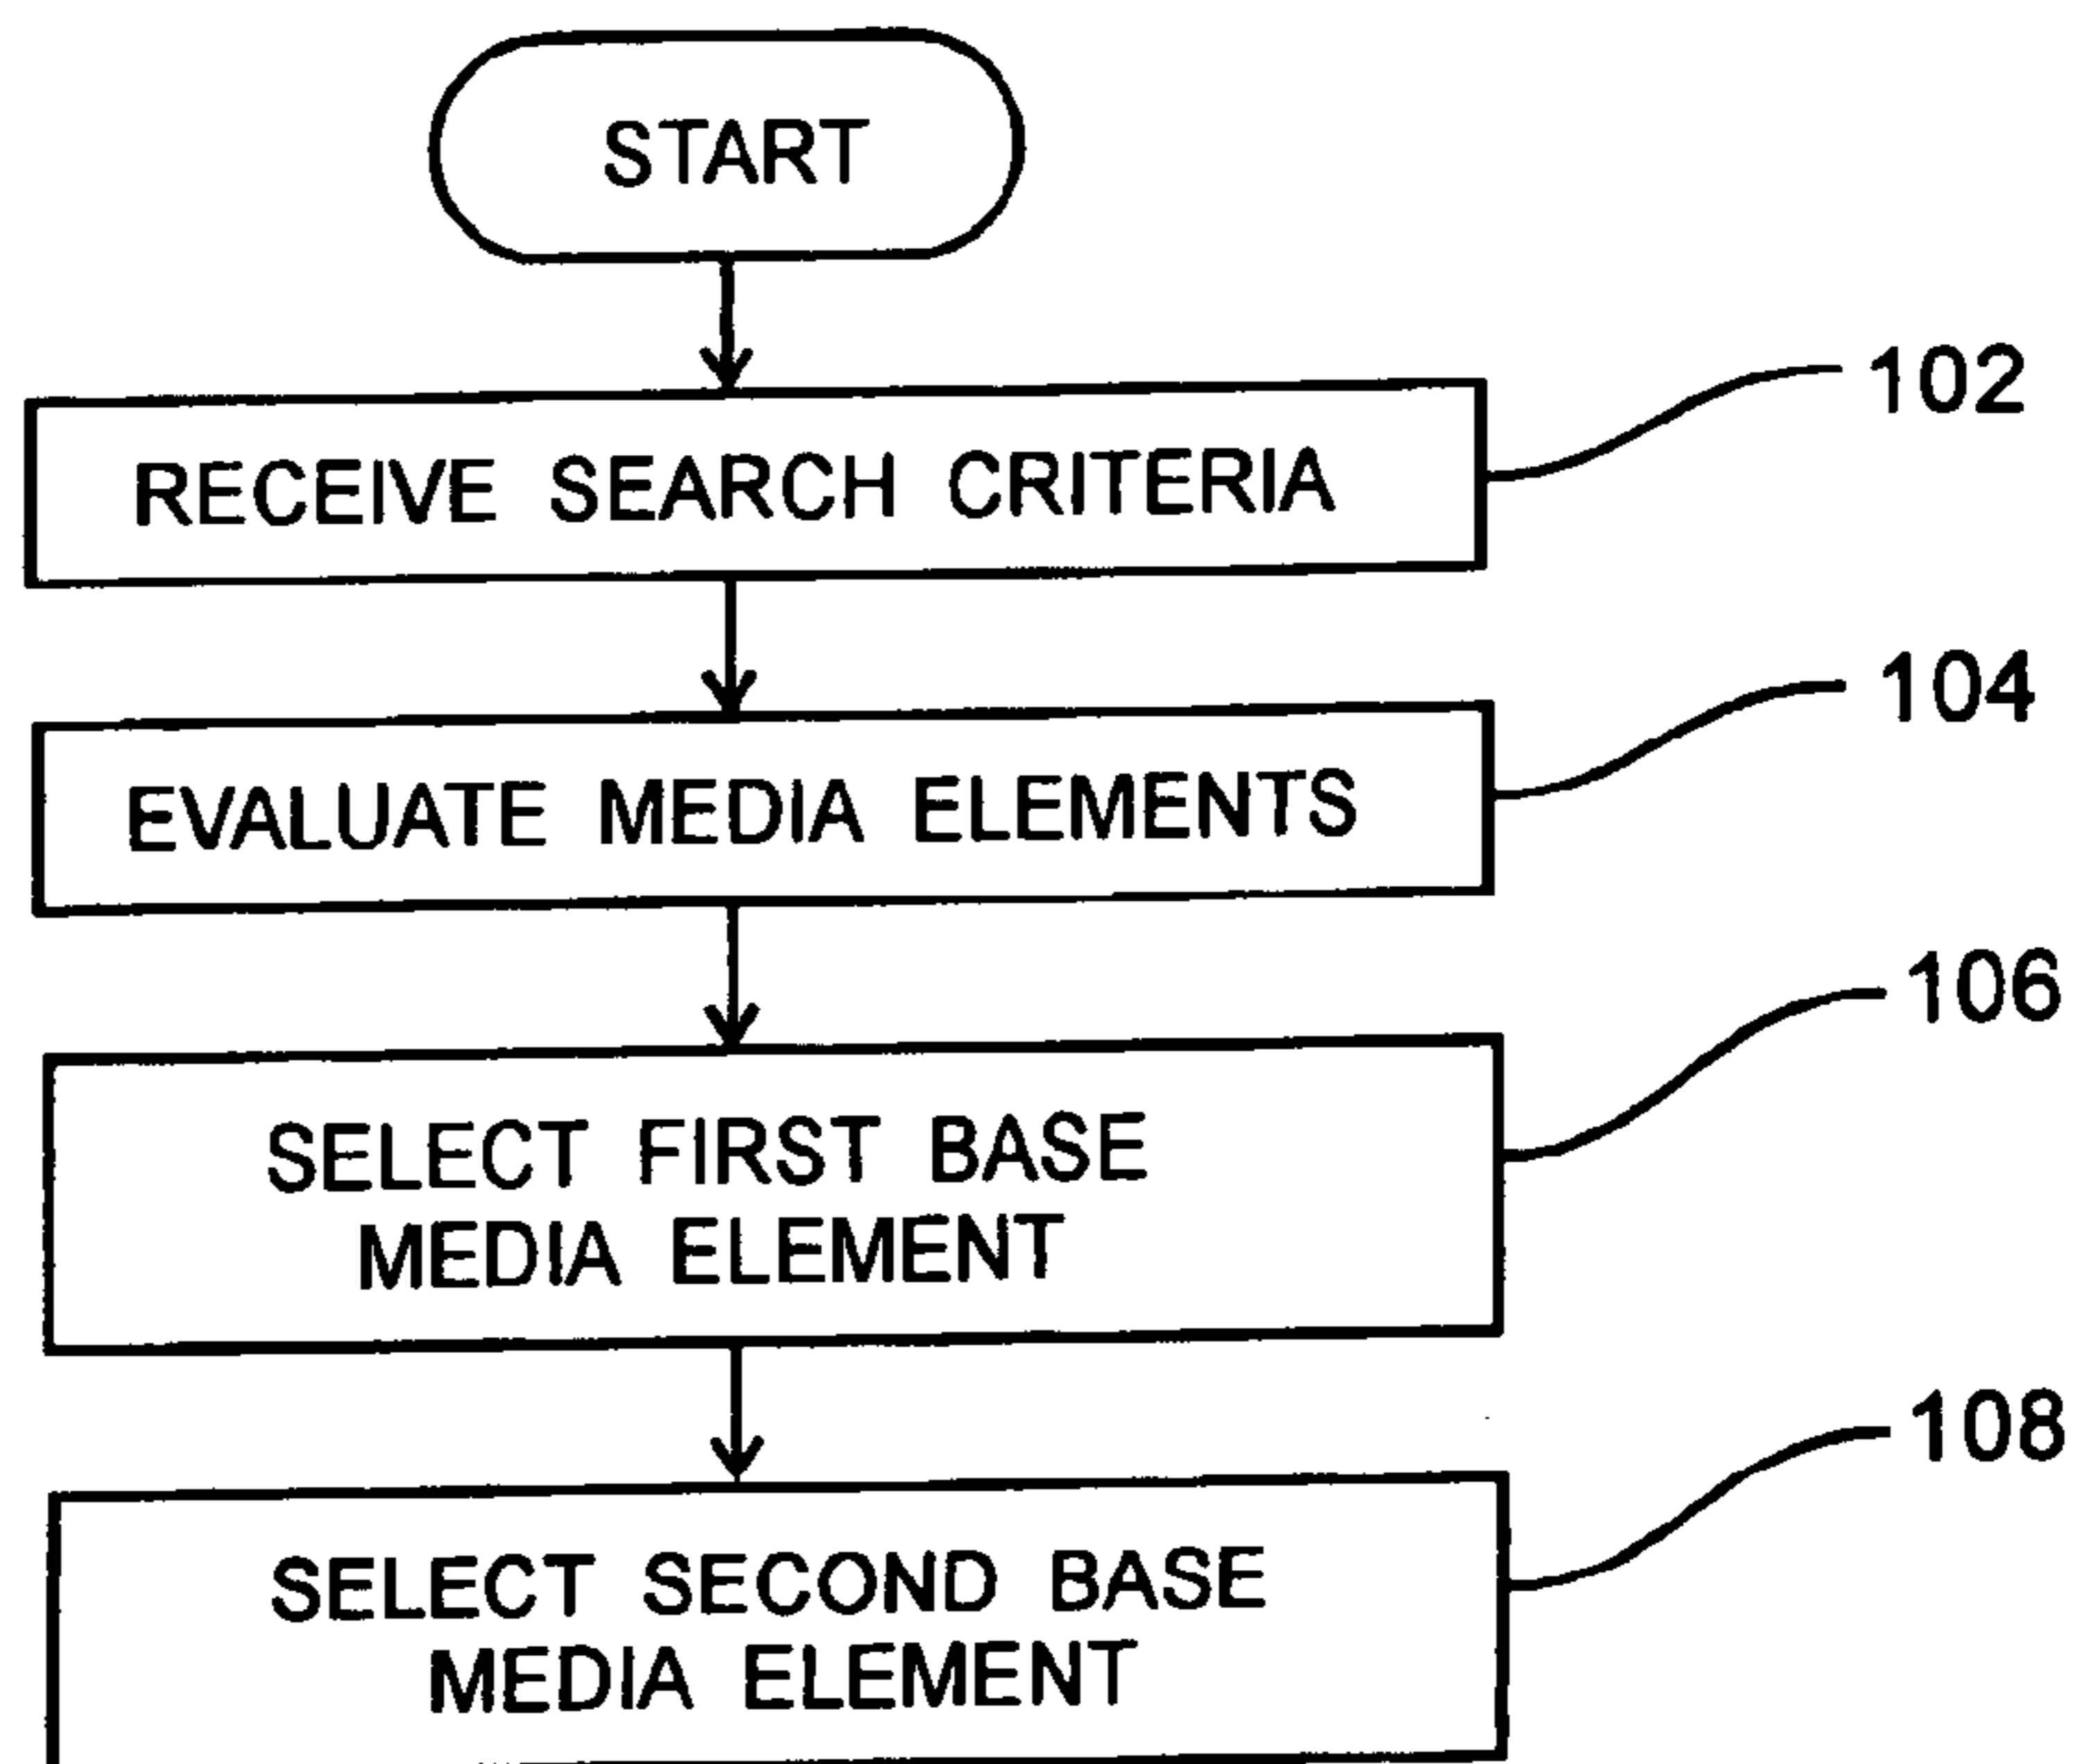 START
102
RECEIVE SEARCH CRITERIA
104
EVALUATE MEDIA ELEMENTS
106
SELECT FIRST BASE
MEDIA ELEMENT
108
SELECT SECOND BASE
MEDIA ELEMENT